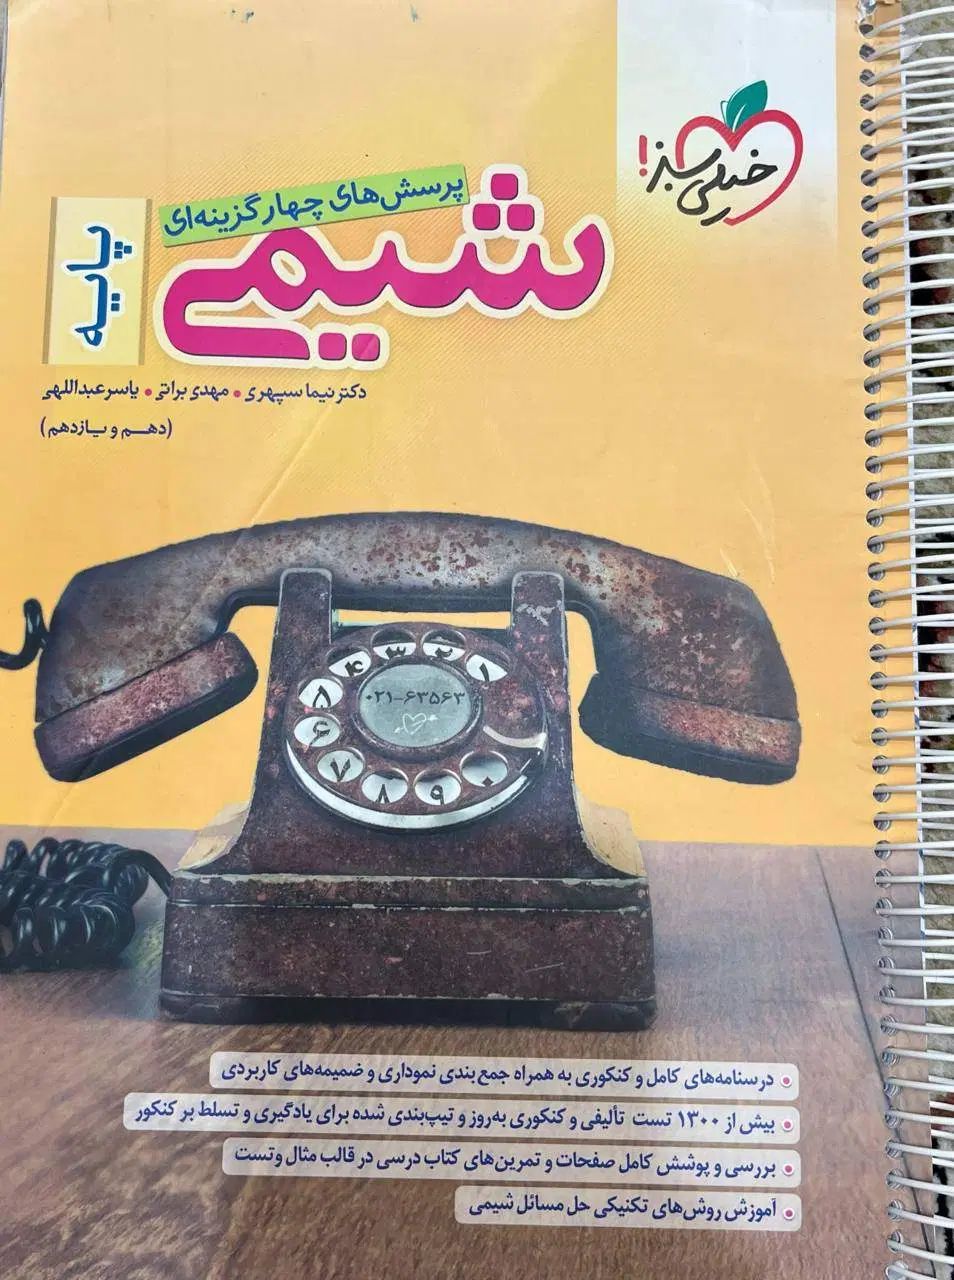 خیلی سبز!
پرسش‌های چهارگزینه‌ای
شیمی
پایه
دکتر نیما سپهری • مهدی براتی • یاسر عبداللهی
(دهم و یازدهم)
۱ ۲ ۳ ۴ ۵ ۶ ۷ ۸ ۹ ۰
۰۲۱-۶۳۵۶۳
• درسنامه‌های کامل و کنکوری به همراه جمع‌بندی نموداری و ضمیمه‌های کاربردی
• بیش از ۱۳۰۰ تست تألیفی و کنکوری به‌روز و تیپ‌بندی شده برای یادگیری و تسلط بر کنکور
• بررسی و پوشش کامل صفحات و تمرین‌های کتاب درسی در قالب مثال و تست
• آموزش روش‌های تکنیکی حل مسائل شیمی